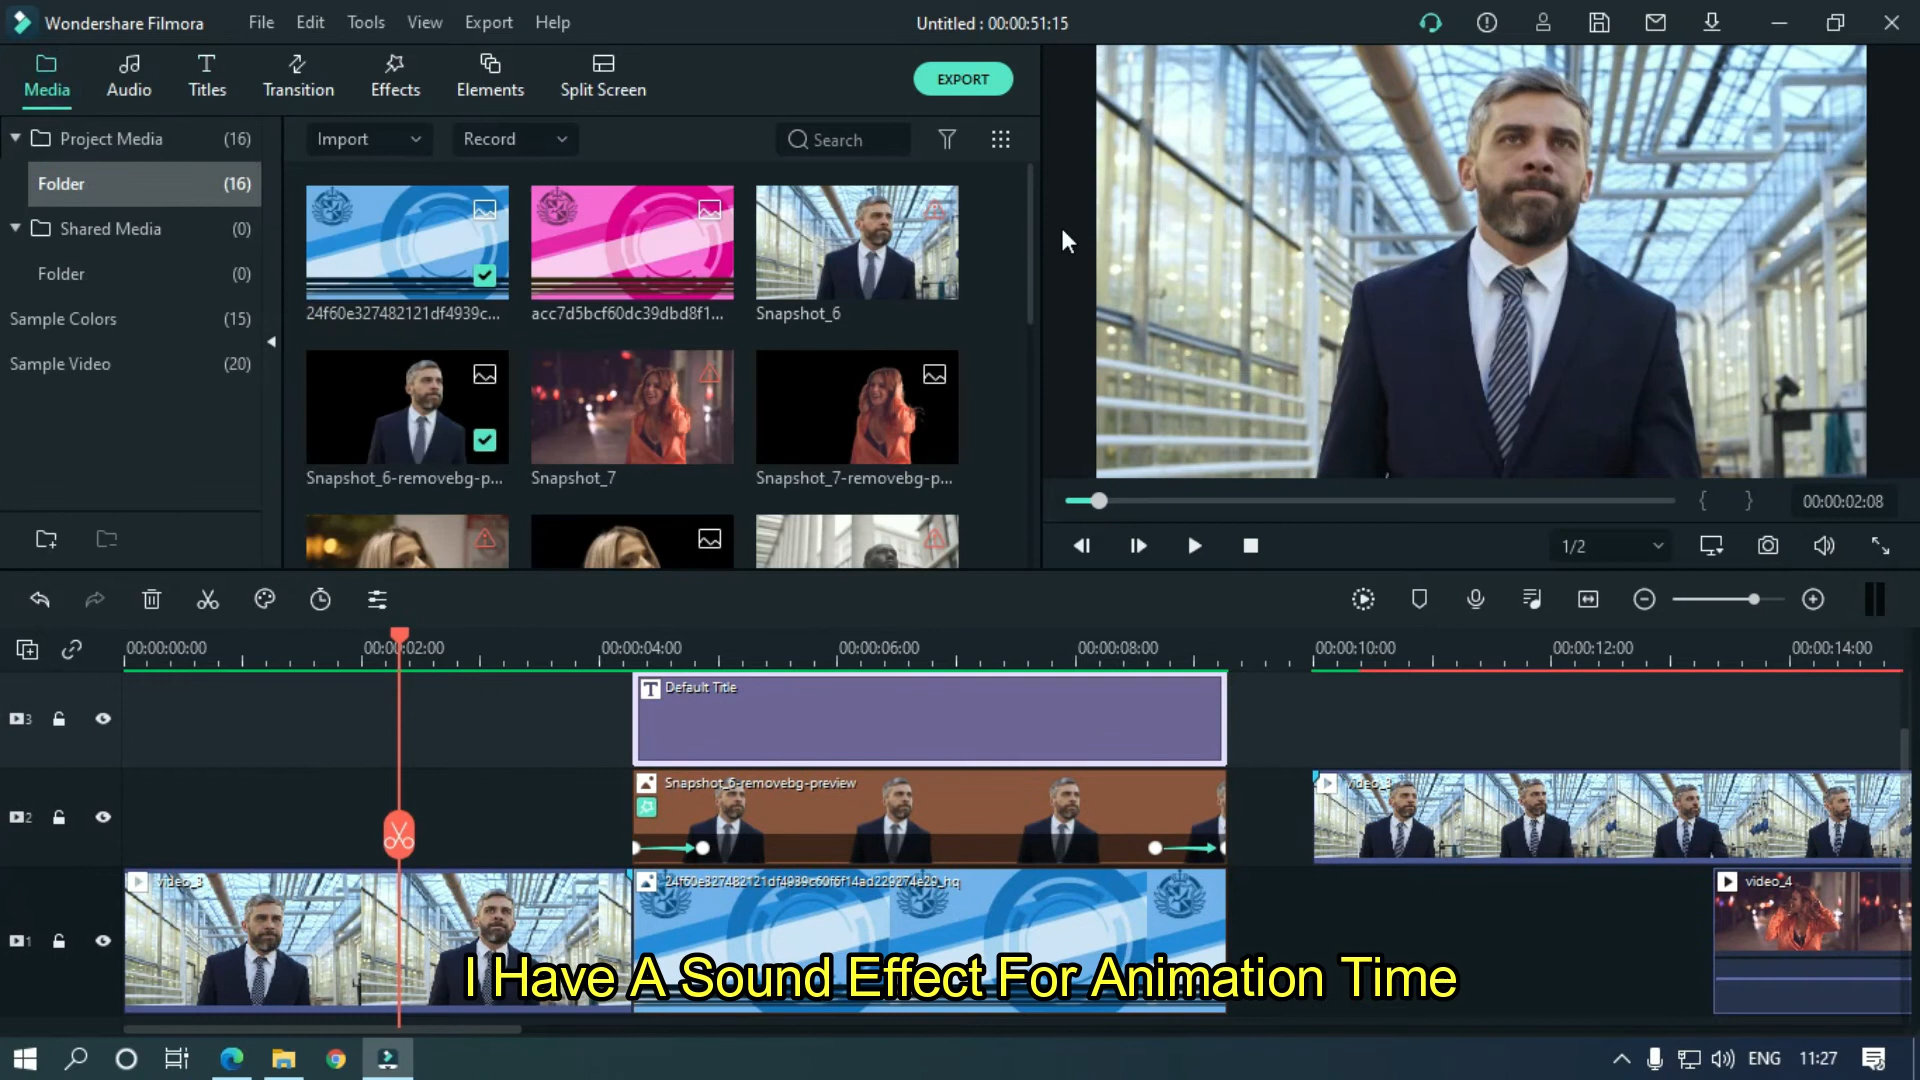 Wondershare Filmora
File Edit Tools View Export Help
Untitled : 00:00:51:15
Media Audio Titles Transition Effects Elements Split Screen
EXPORT
Project Media (16)
Folder (16)
Shared Media (0)
Folder (0)
Sample Colors (15)
Sample Video (20)
Import Record Search
24f60e327482121df4939c... acc7d5bcf60dc39dbd8f1... Snapshot_6
Snapshot_6-removebg-p... Snapshot_7 Snapshot_7-removebg-p...
00:00:02:08
1/2
00:00:00:00 00:00:02:00 00:00:04:00 00:00:06:00 00:00:08:00 00:00:10:00 00:00:12:00 00:00:14:00
3
T Default Title
2
Snapshot_6-removebg-preview
video_3
1
video_3
24f60e327482121df4939c60f6f14ad229274e29_hq
video_4
I Have A Sound Effect For Animation Time
ENG 11:27